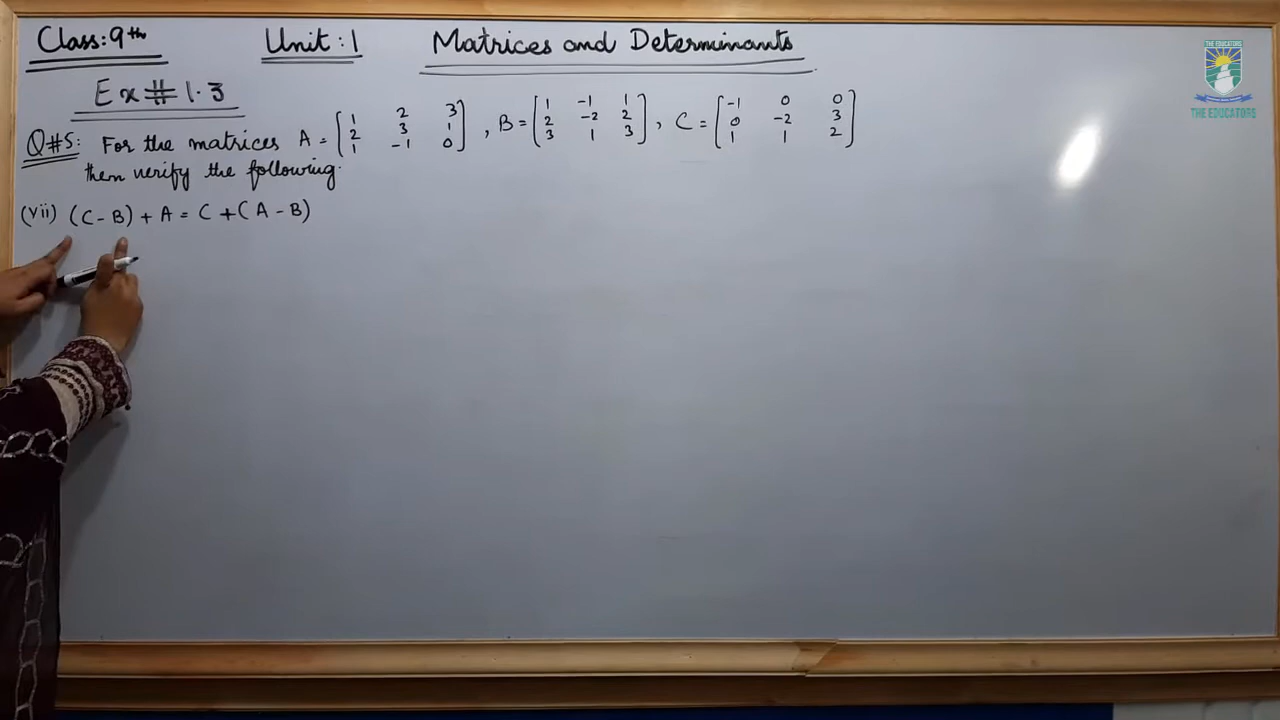 Class: 9th Unit: 1 Matrices and Determinants
Ex # 1.3
Q#5: For the matrices A = [1 2 3 2 3 1 1 -1 0], B = [1 -1 1 2 -2 2 3 1 3], C = [-1 0 0 0 -2 3 1 1 2]
then verify the following.
(vii) (C - B) + A = C + (A - B)
THE EDUCATORS
THE EDUCATORS